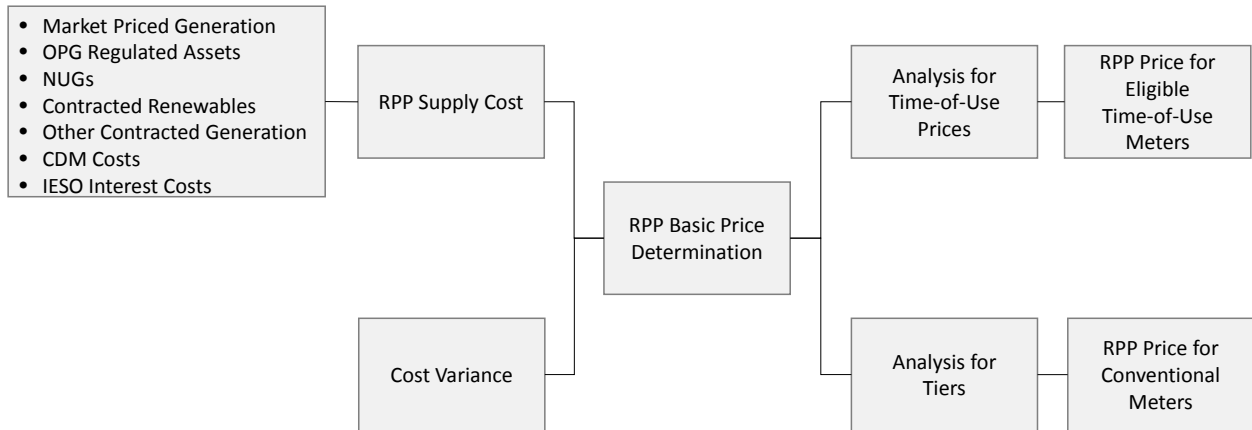 • Market Priced Generation
• OPG Regulated Assets
• NUGs
• Contracted Renewables
• Other Contracted Generation
• CDM Costs
• IESO Interest Costs
RPP Supply Cost
Cost Variance
RPP Basic Price
Determination
Analysis for
Time-of-Use
Prices
RPP Price for
Eligible
Time-of-Use
Meters
Analysis for
Tiers
RPP Price for
Conventional
Meters